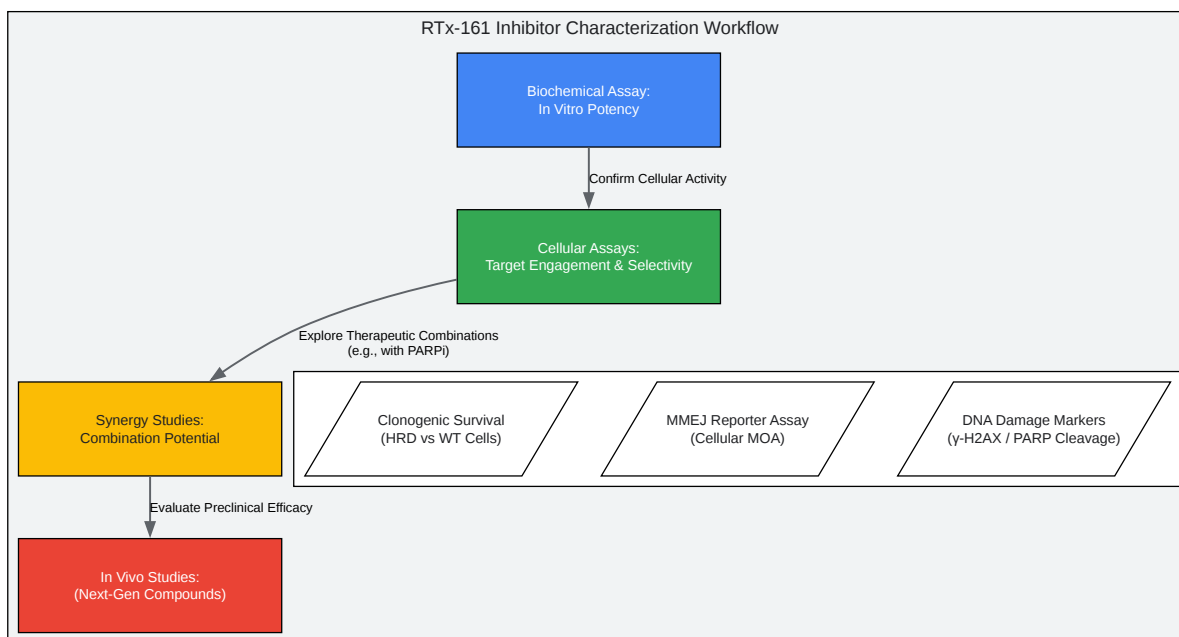 RTx-161 Inhibitor Characterization Workflow
Biochemical Assay:
In Vitro Potency
Confirm Cellular Activity
Cellular Assays:
Target Engagement & Selectivity
Explore Therapeutic Combinations
(e.g., with PARPi)
Synergy Studies:
Combination Potential
Clonogenic Survival
(HRD vs WT Cells)
MMEJ Reporter Assay
(Cellular MOA)
DNA Damage Markers
(γ-H2AX / PARP Cleavage)
Evaluate Preclinical Efficacy
In Vivo Studies:
(Next-Gen Compounds)